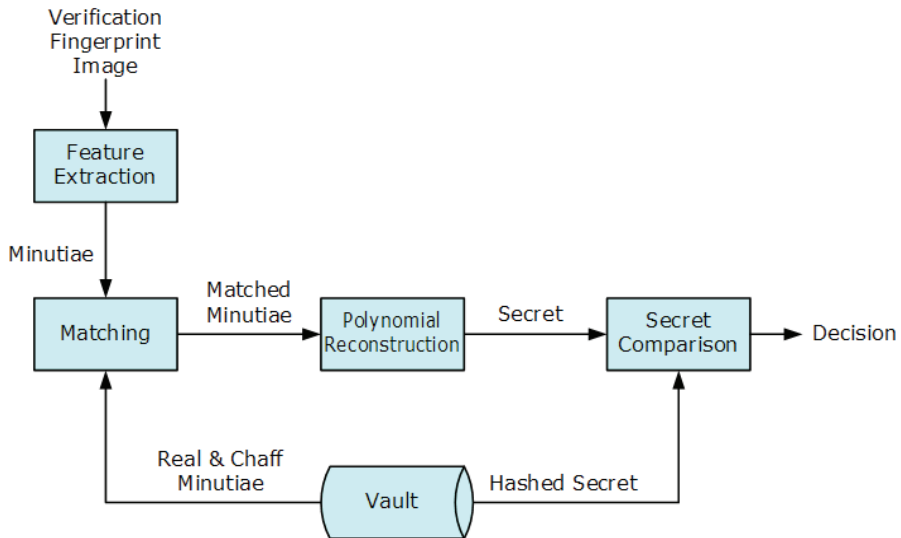 Verification
Fingerprint
Image
Feature
Extraction
Minutiae
Matching
Matched
Minutiae
Polynomial
Reconstruction
Secret
Secret
Comparison
Decision
Real & Chaff
Minutiae
Vault
Hashed Secret